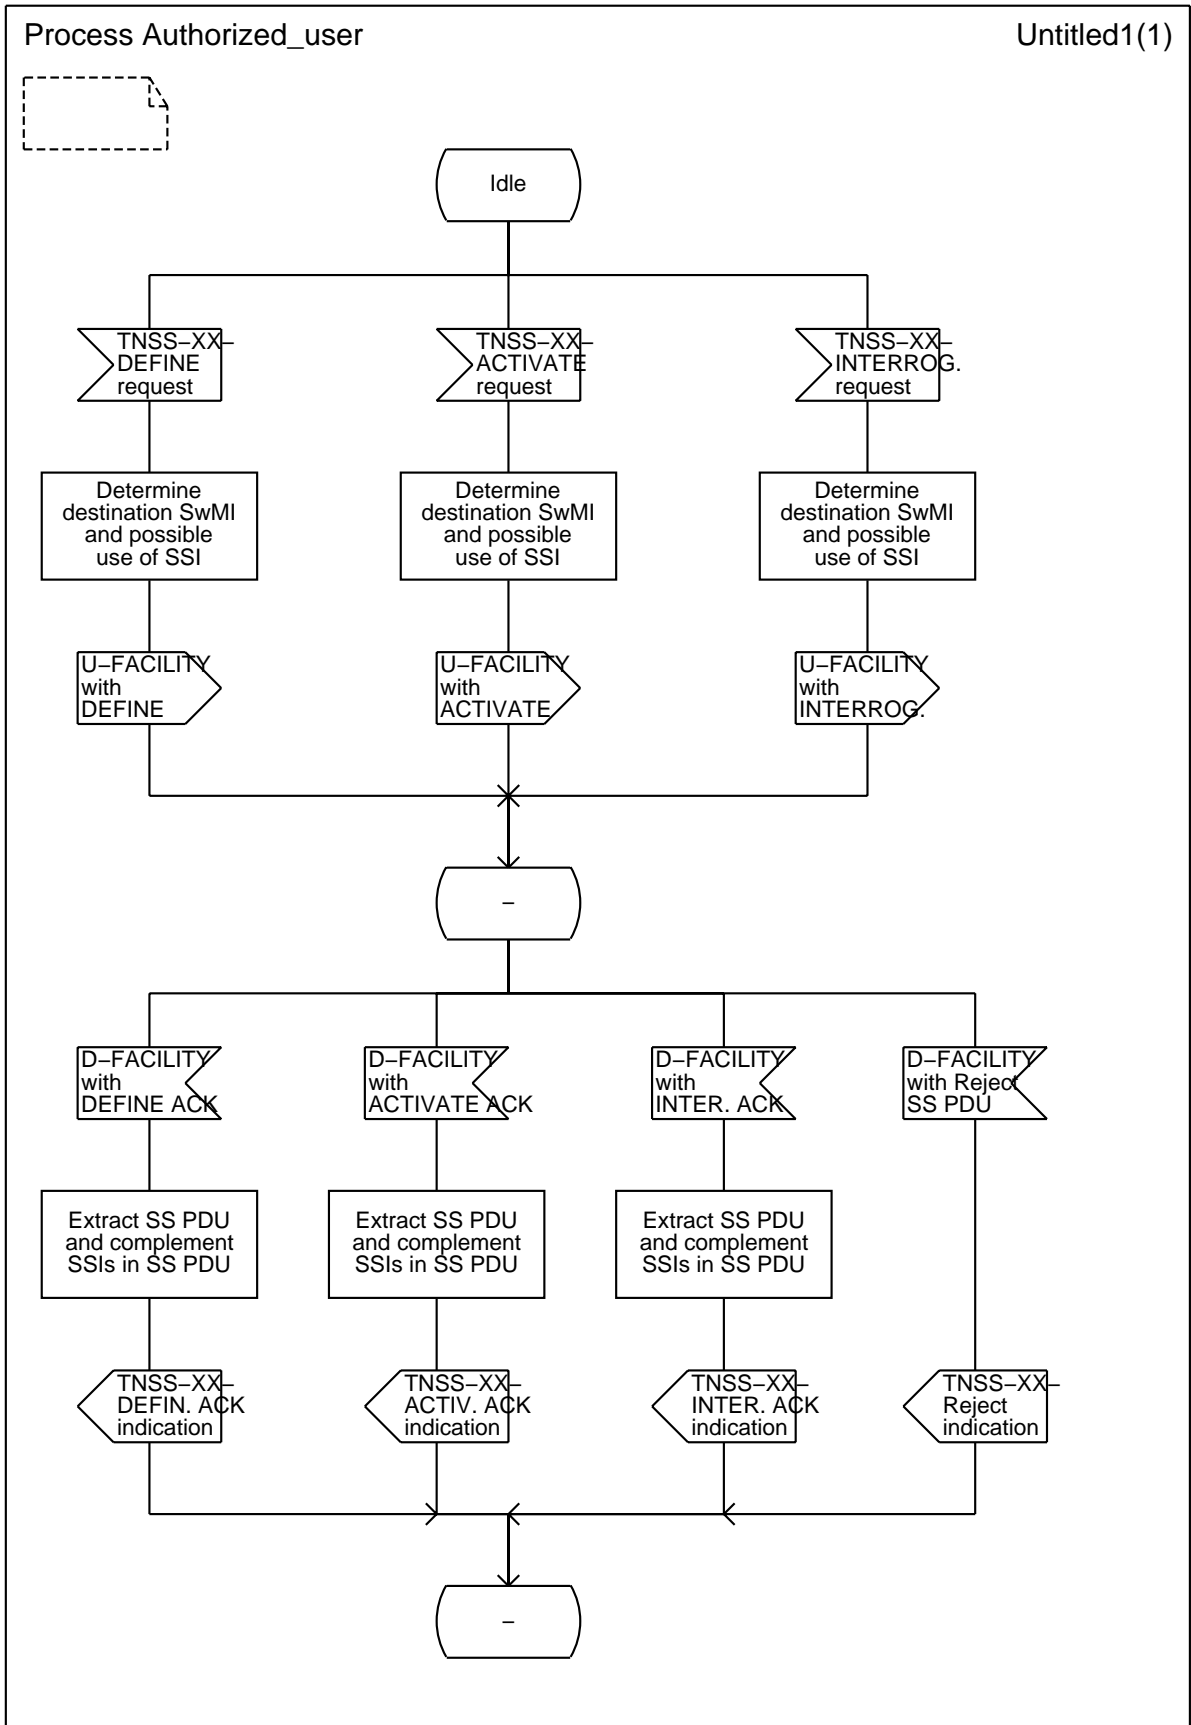 Process Authorized_user
Untitled1(1)
Idle
TNSS–XX–
DEFINE
request
TNSS–XX–
ACTIVATE
request
TNSS–XX–
INTERROG.
request
Determine
destination SwMI
and possible
use of SSI
Determine
destination SwMI
and possible
use of SSI
Determine
destination SwMI
and possible
use of SSI
U–FACILITY
with
DEFINE
U–FACILITY
with
ACTIVATE
U–FACILITY
with
INTERROG.
–
D–FACILITY
with
DEFINE ACK
D–FACILITY
with
ACTIVATE ACK
D–FACILITY
with
INTER. ACK
D–FACILITY
with Reject
SS PDU
Extract SS PDU
and complement
SSIs in SS PDU
Extract SS PDU
and complement
SSIs in SS PDU
Extract SS PDU
and complement
SSIs in SS PDU
TNSS–XX–
DEFIN. ACK
indication
TNSS–XX–
ACTIV. ACK
indication
TNSS–XX–
INTER. ACK
indication
TNSS–XX–
Reject
indication
–